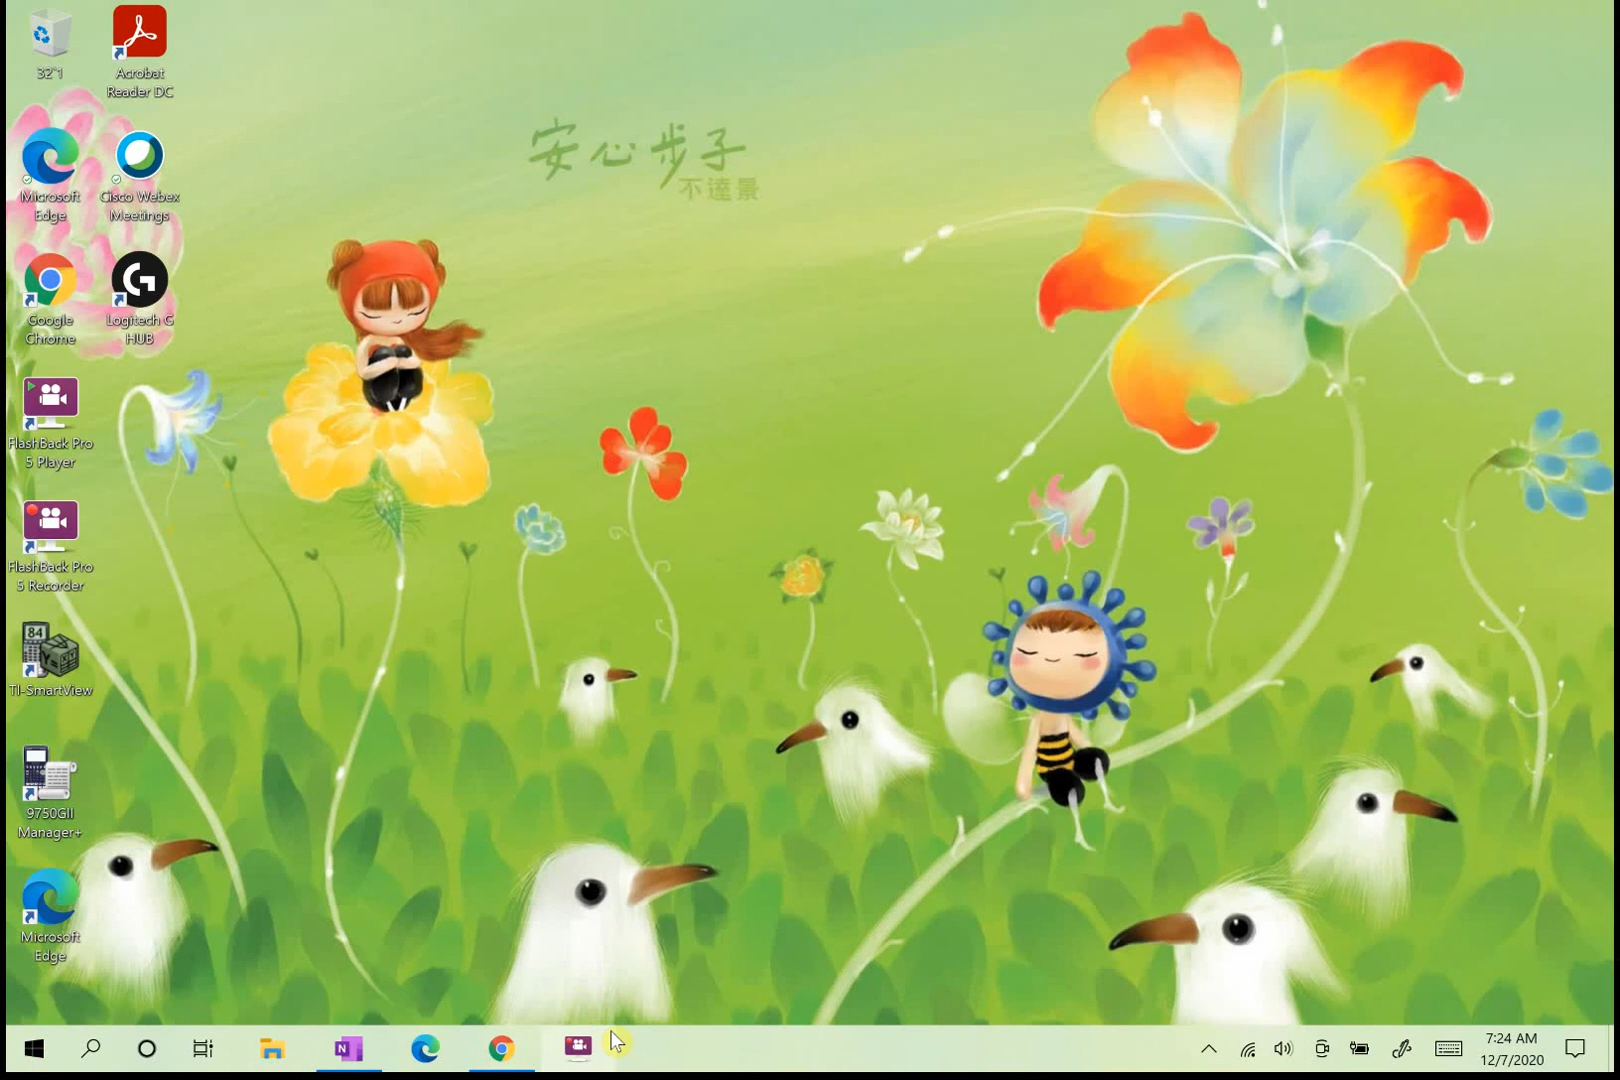 32`1
Acrobat
Reader DC
Microsoft
Edge
Cisco Webex
Meetings
Google
Chrome
Logitech G
HUB
FlashBack Pro
5 Player
FlashBack Pro
5 Recorder
84
Y=
TI-SmartView
9750GII
Manager+
Microsoft
Edge
安心步子
不達景
N
7:24 AM
12/7/2020